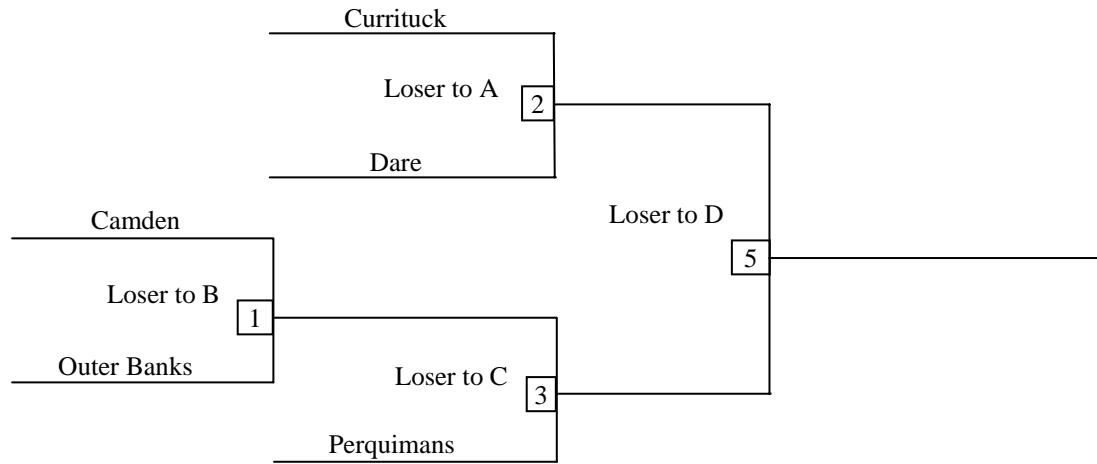 Currituck
Loser to A
2
Dare
Camden
Loser to D
5
Loser to B
1
Outer Banks
Loser to C
3
Perquimans